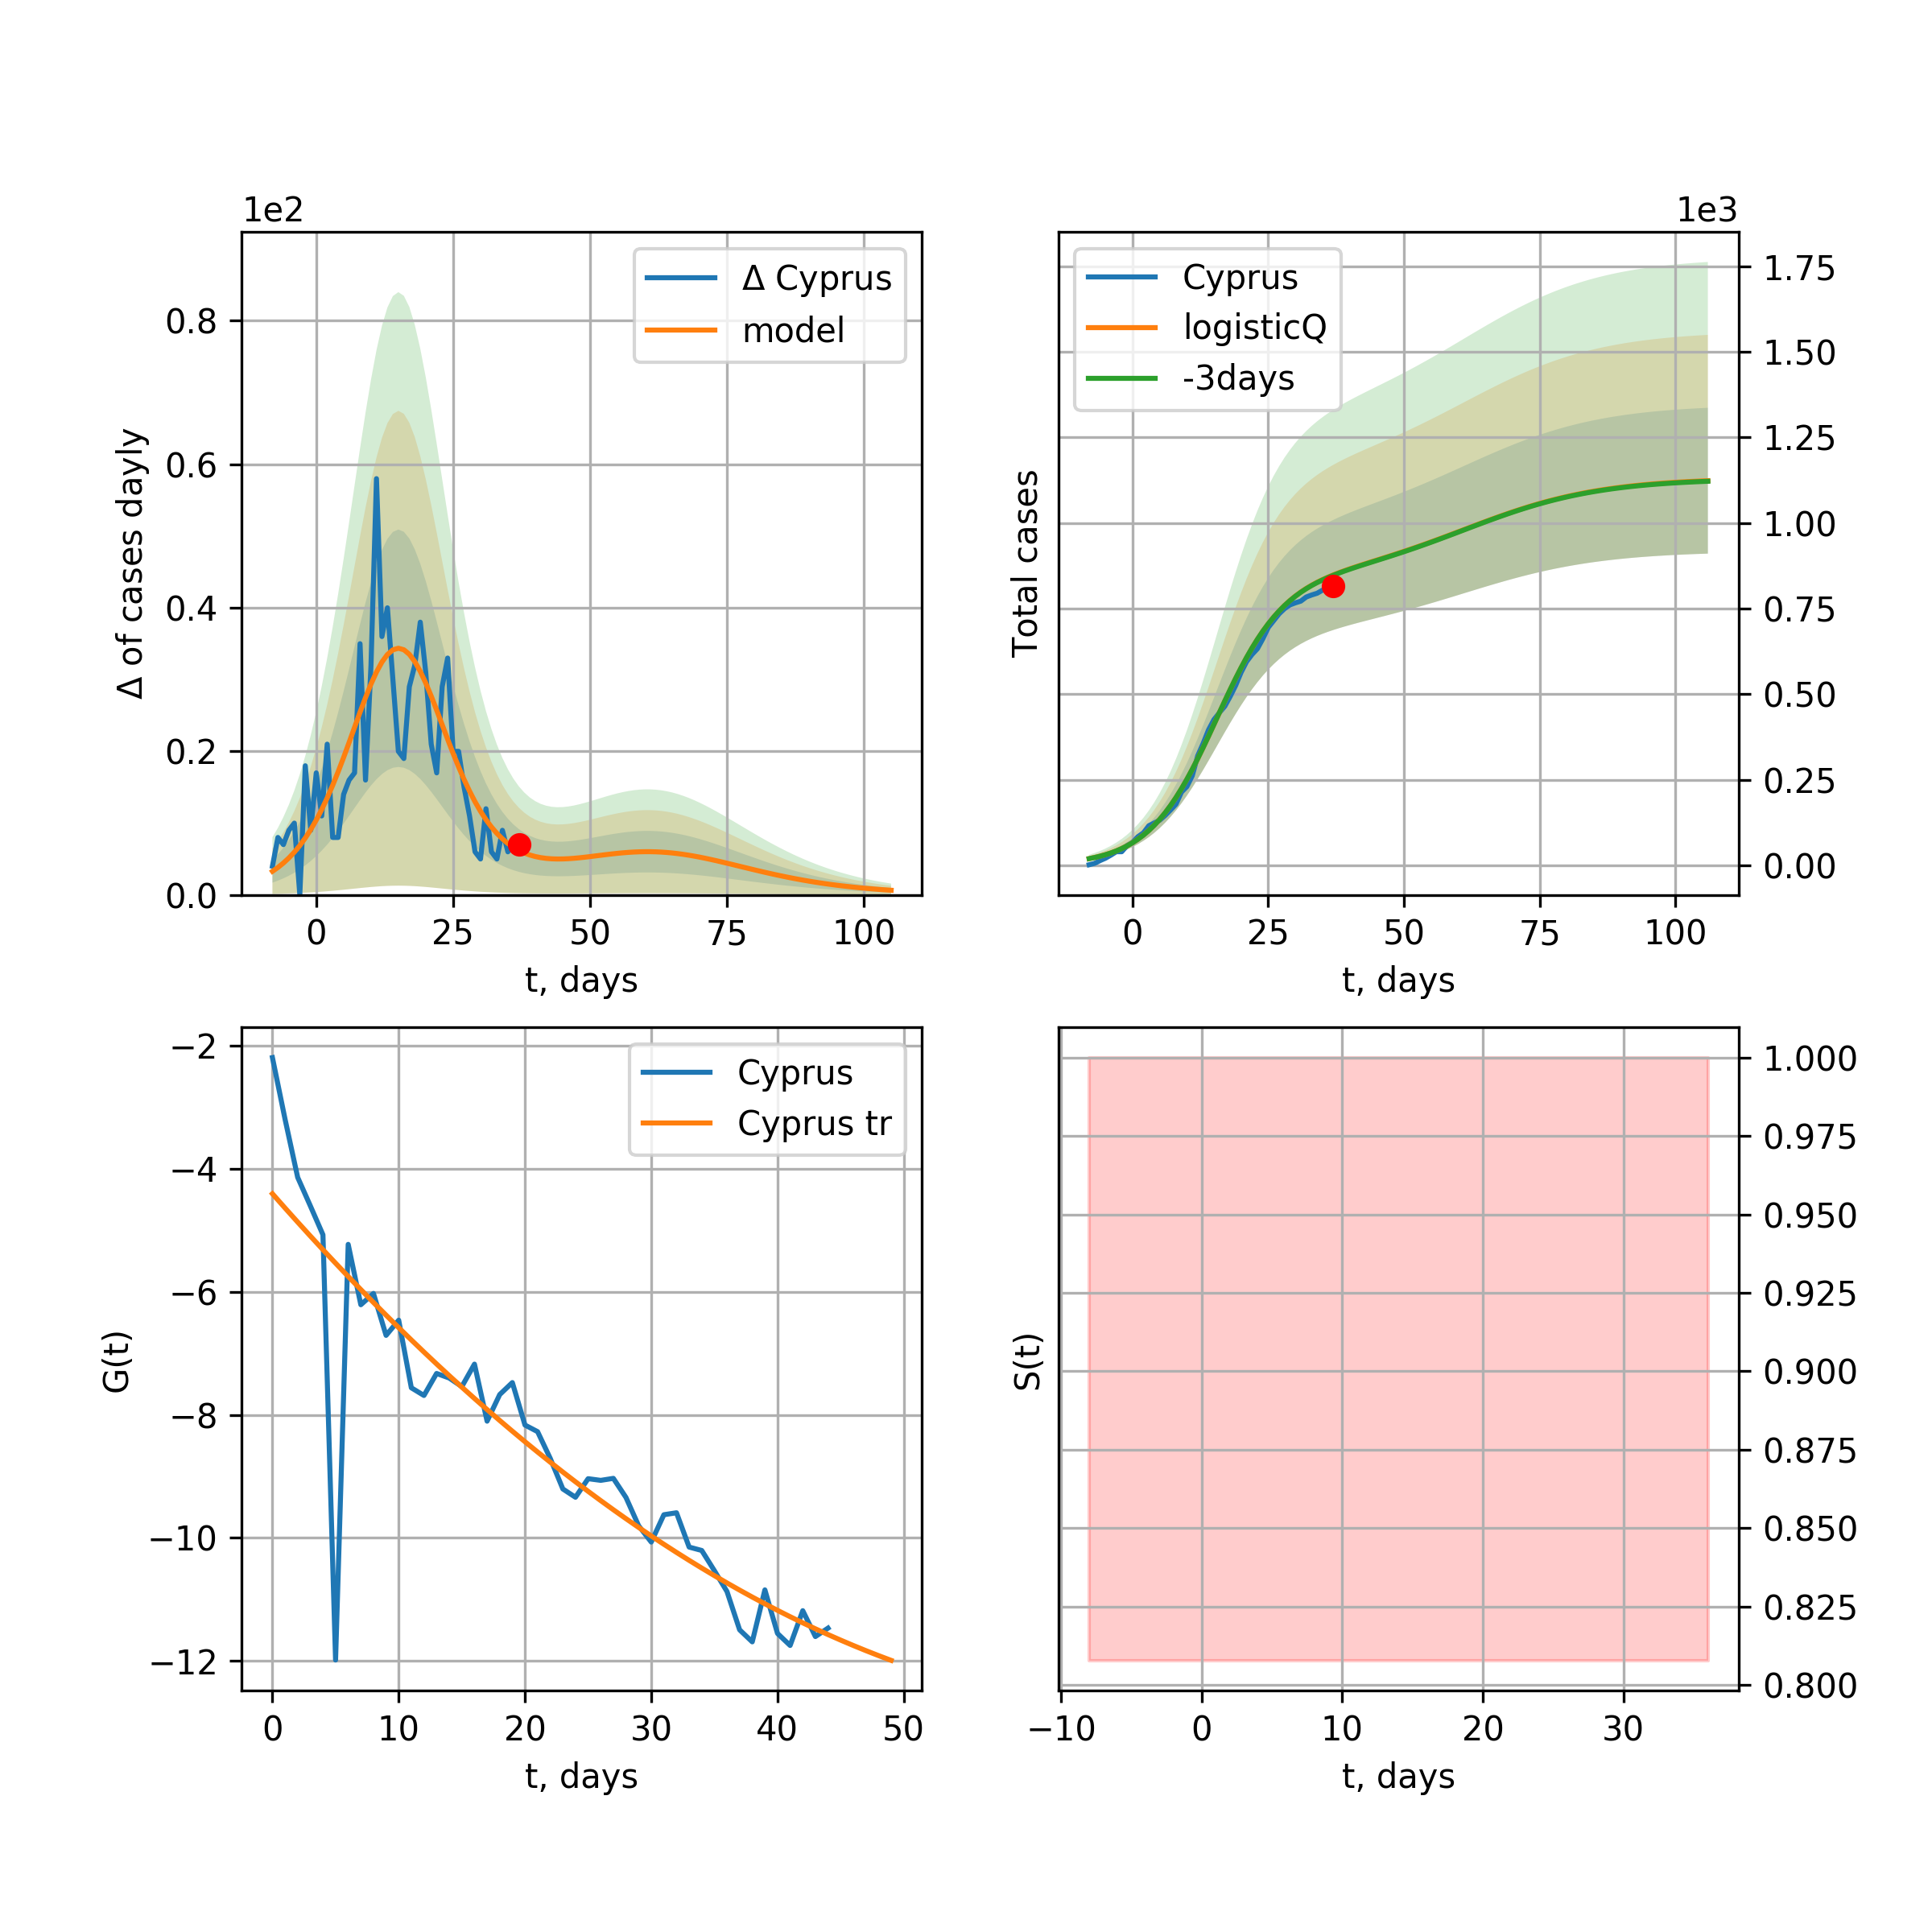 1e2
Δ of cases dayly
0.8
0.6
0.4
0.2
0.0
0 25 50 75 100
t, days
Δ Cyprus
model
1e3
Total cases
1.75
1.50
1.25
1.00
0.75
0.50
0.25
0.00
0 25 50 75 100
t, days
Cyprus
logisticQ
-3days
G(t)
−2
−4
−6
−8
−10
−12
0 10 20 30 40 50
t, days
Cyprus
Cyprus tr
S(t)
1.000
0.975
0.950
0.925
0.900
0.875
0.850
0.825
0.800
−10 0 10 20 30
t, days